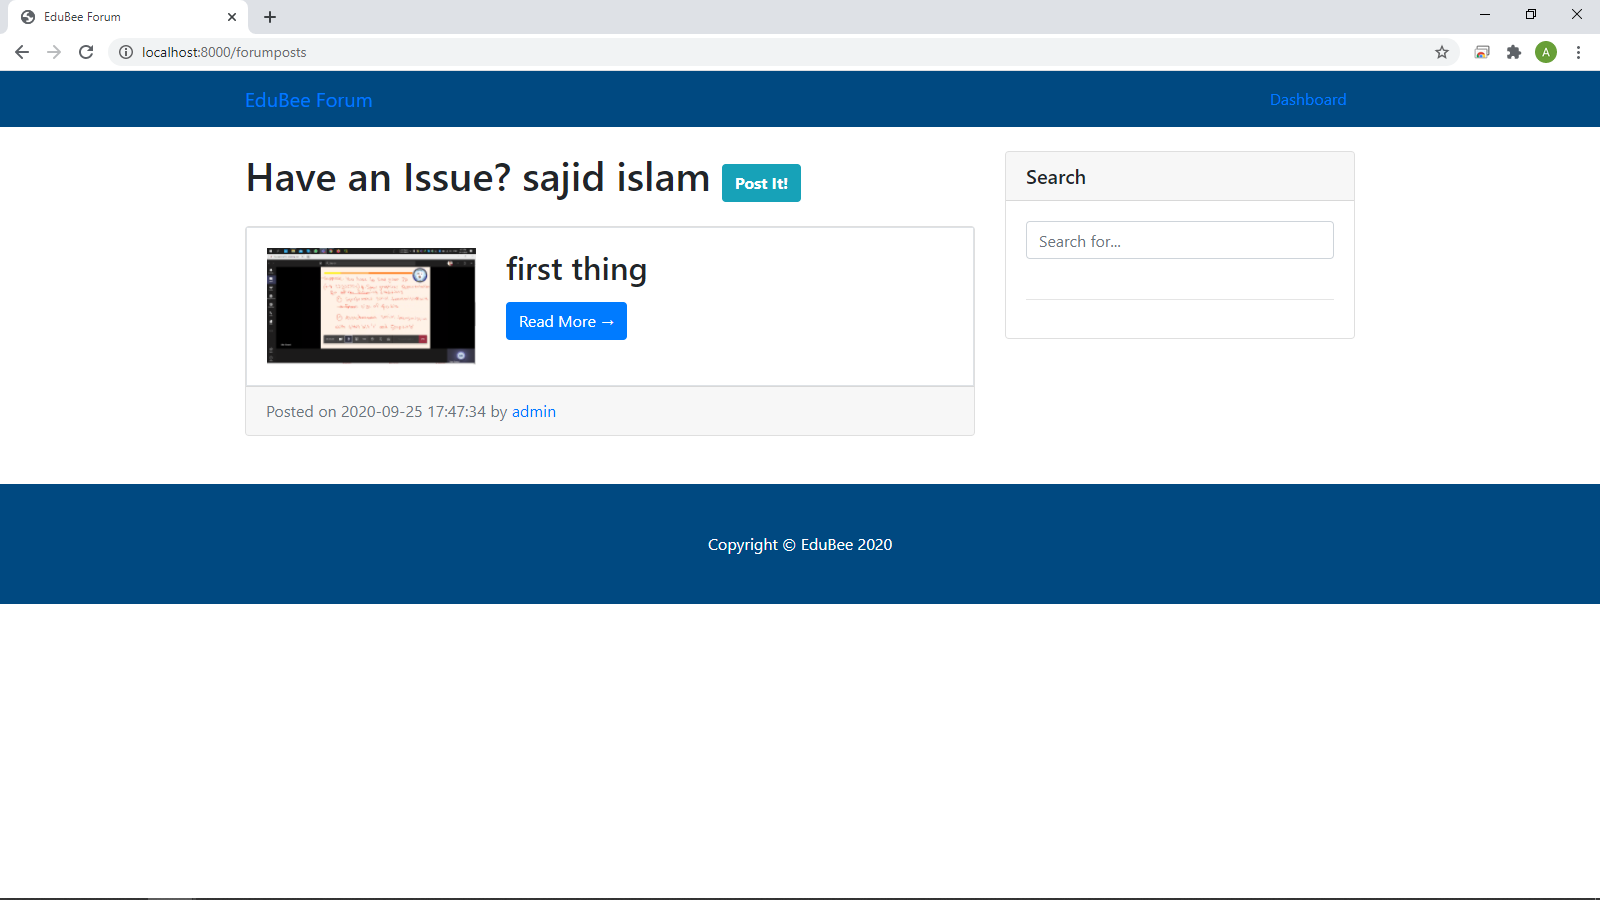 EduBee Forum
localhost:8000/forumposts
A
EduBee Forum
Dashboard
Have an Issue? sajid islam
Post It!
first thing
Read More →
Posted on 2020-09-25 17:47:34 by admin
Search
Search for...
Copyright © EduBee 2020